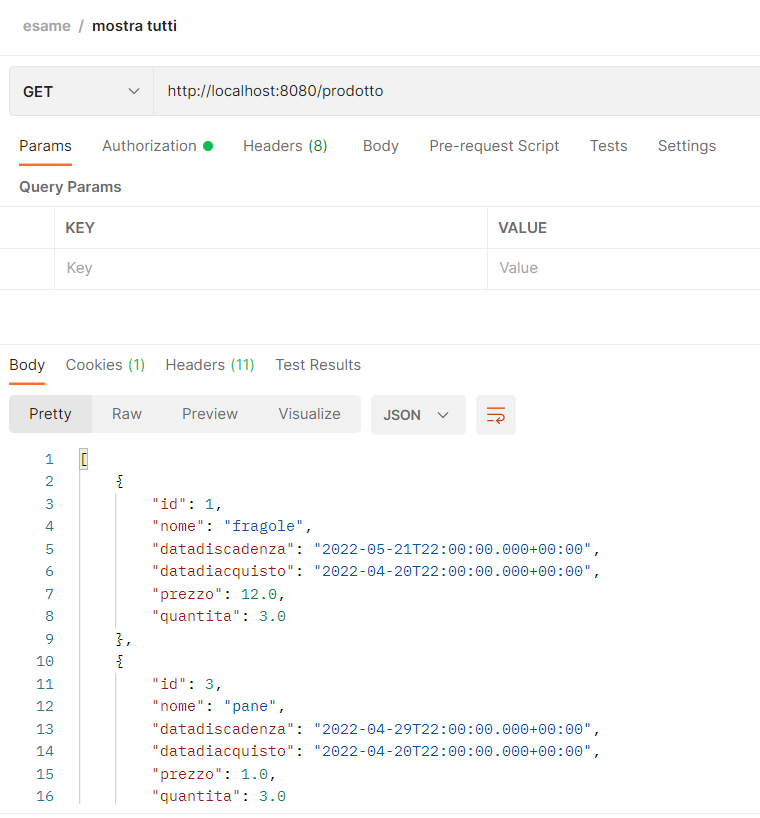 esame / mostra tutti
GET http://localhost:8080/prodotto
Params Authorization Headers (8) Body Pre-request Script Tests Settings
Query Params
KEY VALUE
Key Value
Body Cookies (1) Headers (11) Test Results
Pretty Raw Preview Visualize JSON
1 [
2 {
3 "id": 1,
4 "nome": "fragole",
5 "datadiscadenza": "2022-05-21T22:00:00.000+00:00",
6 "datadiacquisto": "2022-04-20T22:00:00.000+00:00",
7 "prezzo": 12.0,
8 "quantita": 3.0
9 },
10 {
11 "id": 3,
12 "nome": "pane",
13 "datadiscadenza": "2022-04-29T22:00:00.000+00:00",
14 "datadiacquisto": "2022-04-20T22:00:00.000+00:00",
15 "prezzo": 1.0,
16 "quantita": 3.0